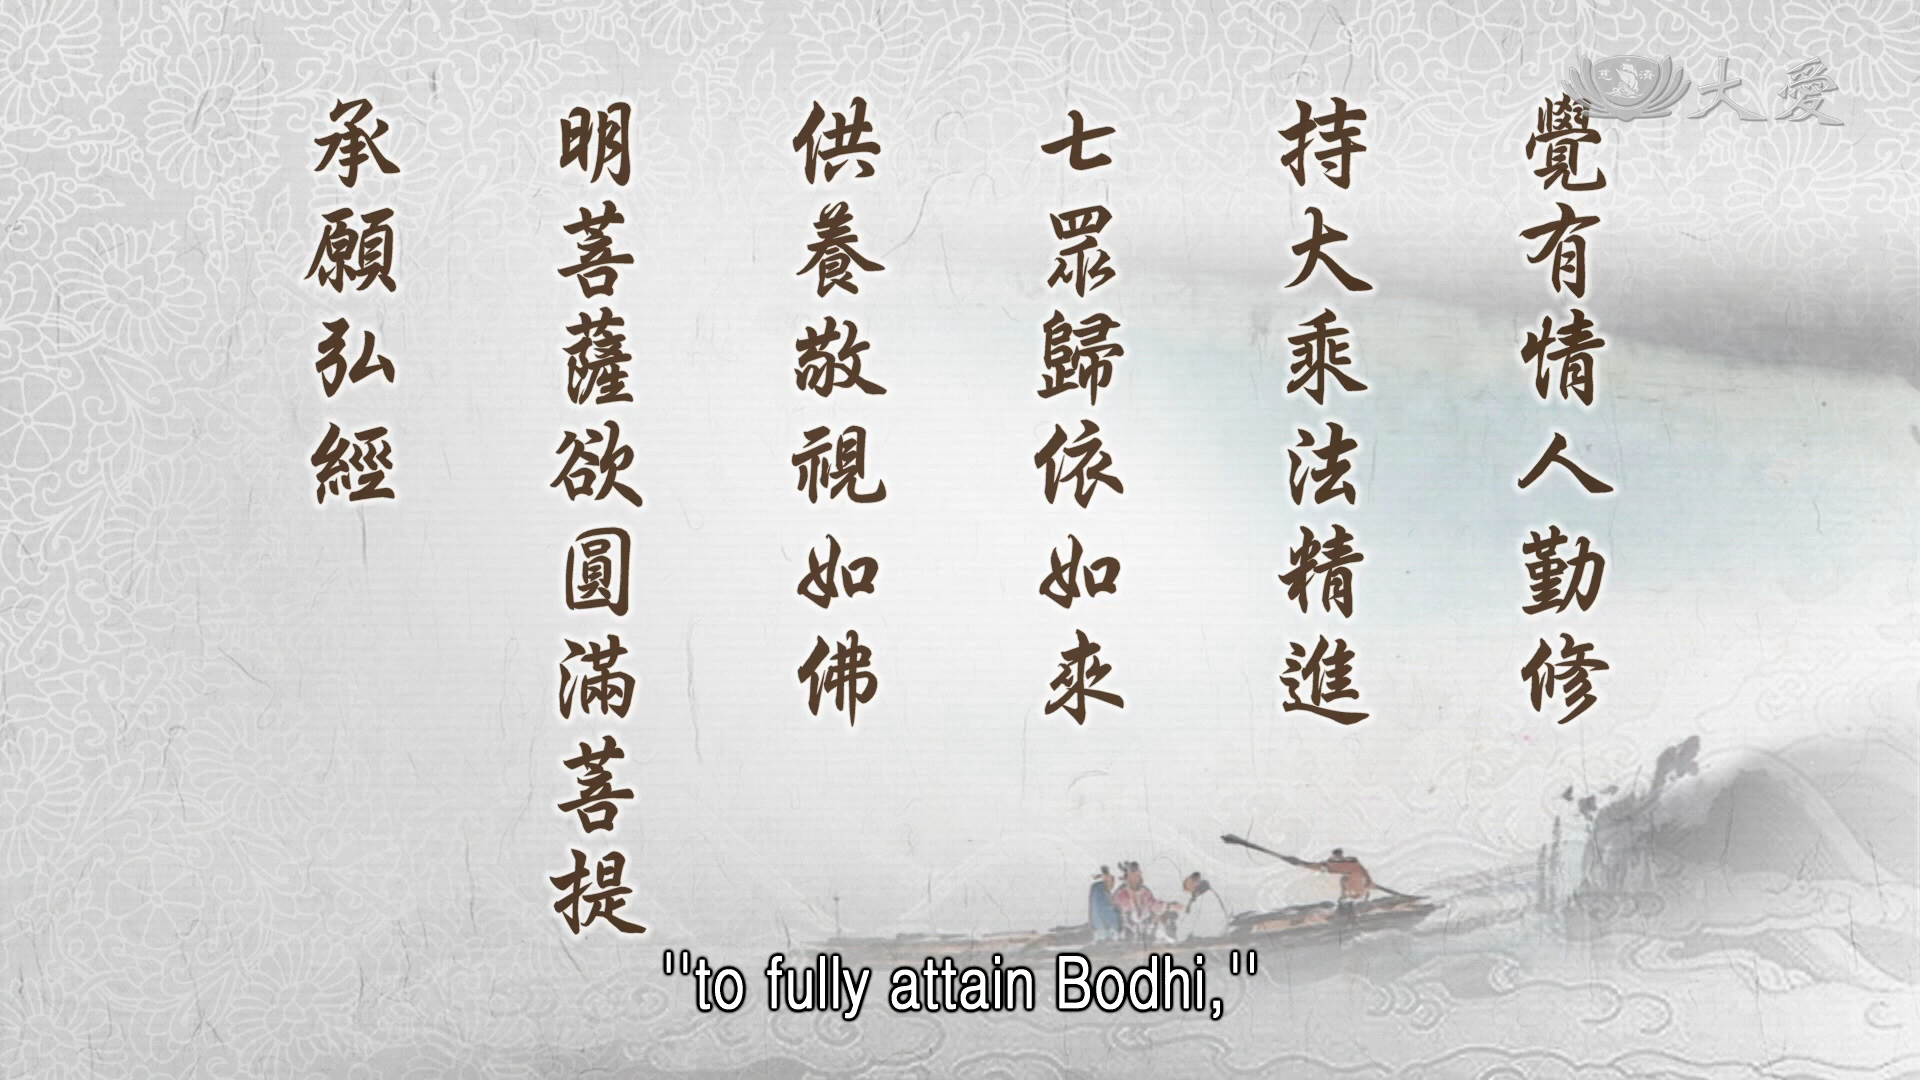 大愛
慈濟
覺有情人勤修
持大乘法精進
七眾歸依如來
供養敬視如佛
明菩薩欲圓滿菩提
承願弘經
"to fully attain Bodhi,"